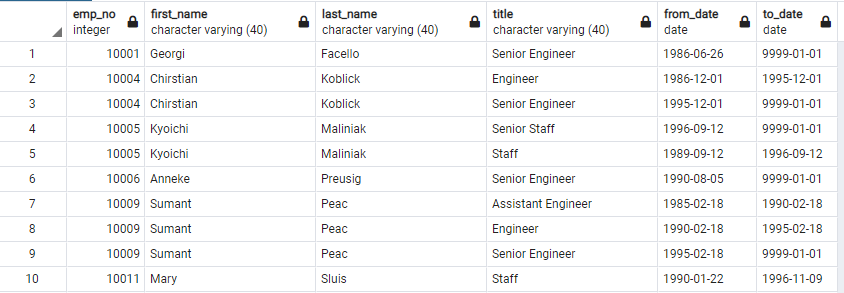 emp_no first_name last_name title from_date to_date
integer character varying (40) character varying (40) character varying (40) date date
1 10001 Georgi Facello Senior Engineer 1986-06-26 9999-01-01
2 10004 Chirstian Koblick Engineer 1986-12-01 1995-12-01
3 10004 Chirstian Koblick Senior Engineer 1995-12-01 9999-01-01
4 10005 Kyoichi Maliniak Senior Staff 1996-09-12 9999-01-01
5 10005 Kyoichi Maliniak Staff 1989-09-12 1996-09-12
6 10006 Anneke Preusig Senior Engineer 1990-08-05 9999-01-01
7 10009 Sumant Peac Assistant Engineer 1985-02-18 1990-02-18
8 10009 Sumant Peac Engineer 1990-02-18 1995-02-18
9 10009 Sumant Peac Senior Engineer 1995-02-18 9999-01-01
10 10011 Mary Sluis Staff 1990-01-22 1996-11-09